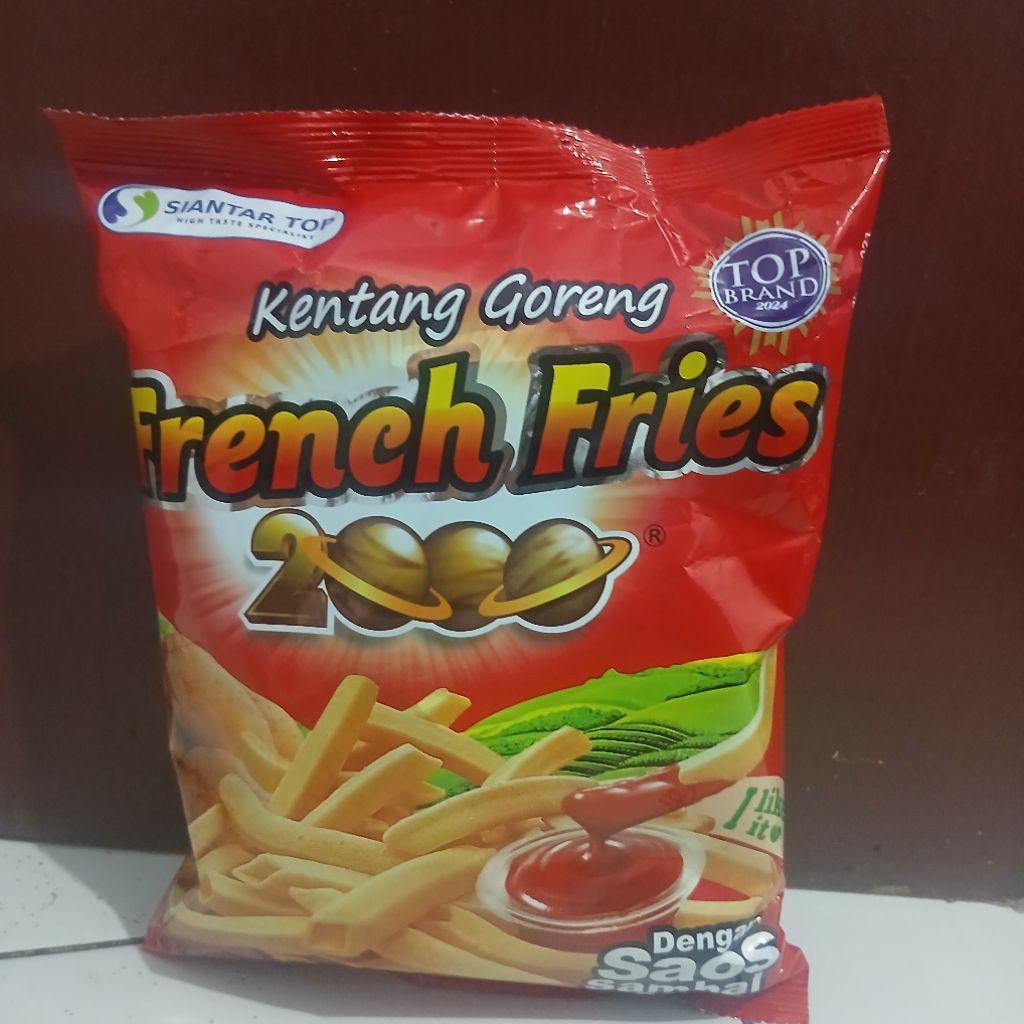 SIANTAR TOP
HIGH TASTE SPECIALIST
TOP
BRAND
2024
Kentang Goreng
French Fries
2000 ®
I like
it
Dengan
Saos
Sambal